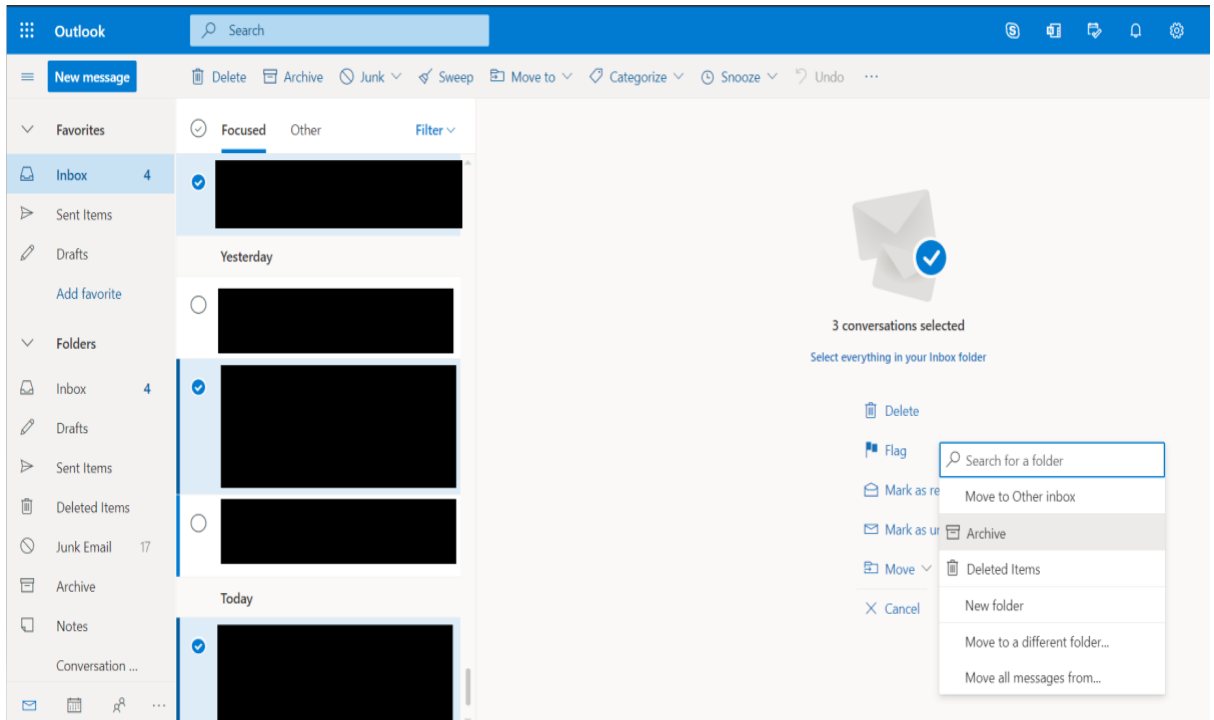 Outlook
Search
New message
Delete
Archive
Junk
Sweep
Move to
Categorize
Snooze
Undo
Favorites
Inbox 4
Sent Items
Drafts
Add favorite
Folders
Inbox 4
Drafts
Sent Items
Deleted Items
Junk Email 17
Archive
Notes
Conversation ...
Focused
Other
Filter
Yesterday
Today
3 conversations selected
Select everything in your Inbox folder
Delete
Flag
Mark as re
Mark as ur
Move
Cancel
Search for a folder
Move to Other inbox
Archive
Deleted Items
New folder
Move to a different folder...
Move all messages from...